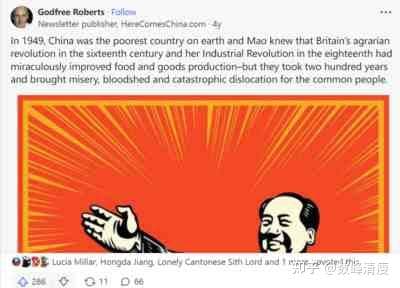 Godfree Roberts · Follow
Newsletter publisher, HereComesChina.com · 4y
In 1949, China was the poorest country on earth and Mao knew that Britain's agrarian
revolution in the sixteenth century and her Industrial Revolution in the eighteenth had
miraculously improved food and goods production–but they took two hundred years
and brought misery, bloodshed and catastrophic dislocation for the common people.
Lucia Millar, Hongda Jiang, Lonely Cantonese Sith Lord and 1 more upvoted this
286 11 66
知乎